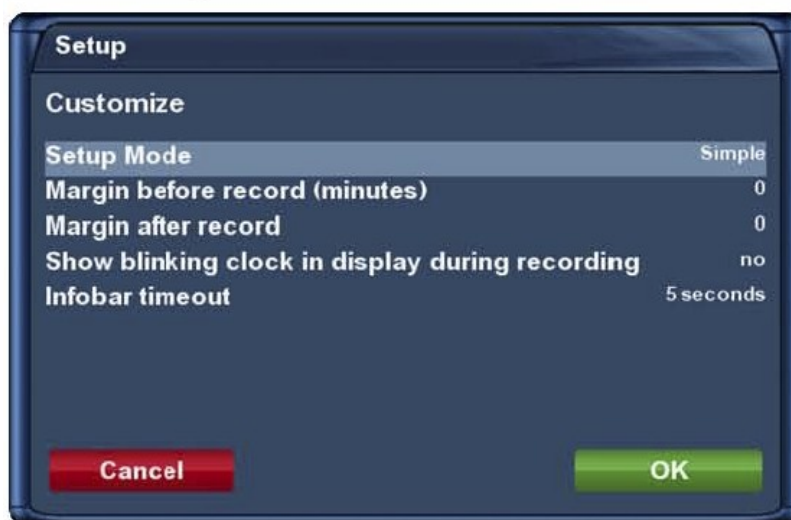 Setup
Customize
Setup Mode Simple
Margin before record (minutes) 0
Margin after record 0
Show blinking clock in display during recording no
Infobar timeout 5 seconds
Cancel OK